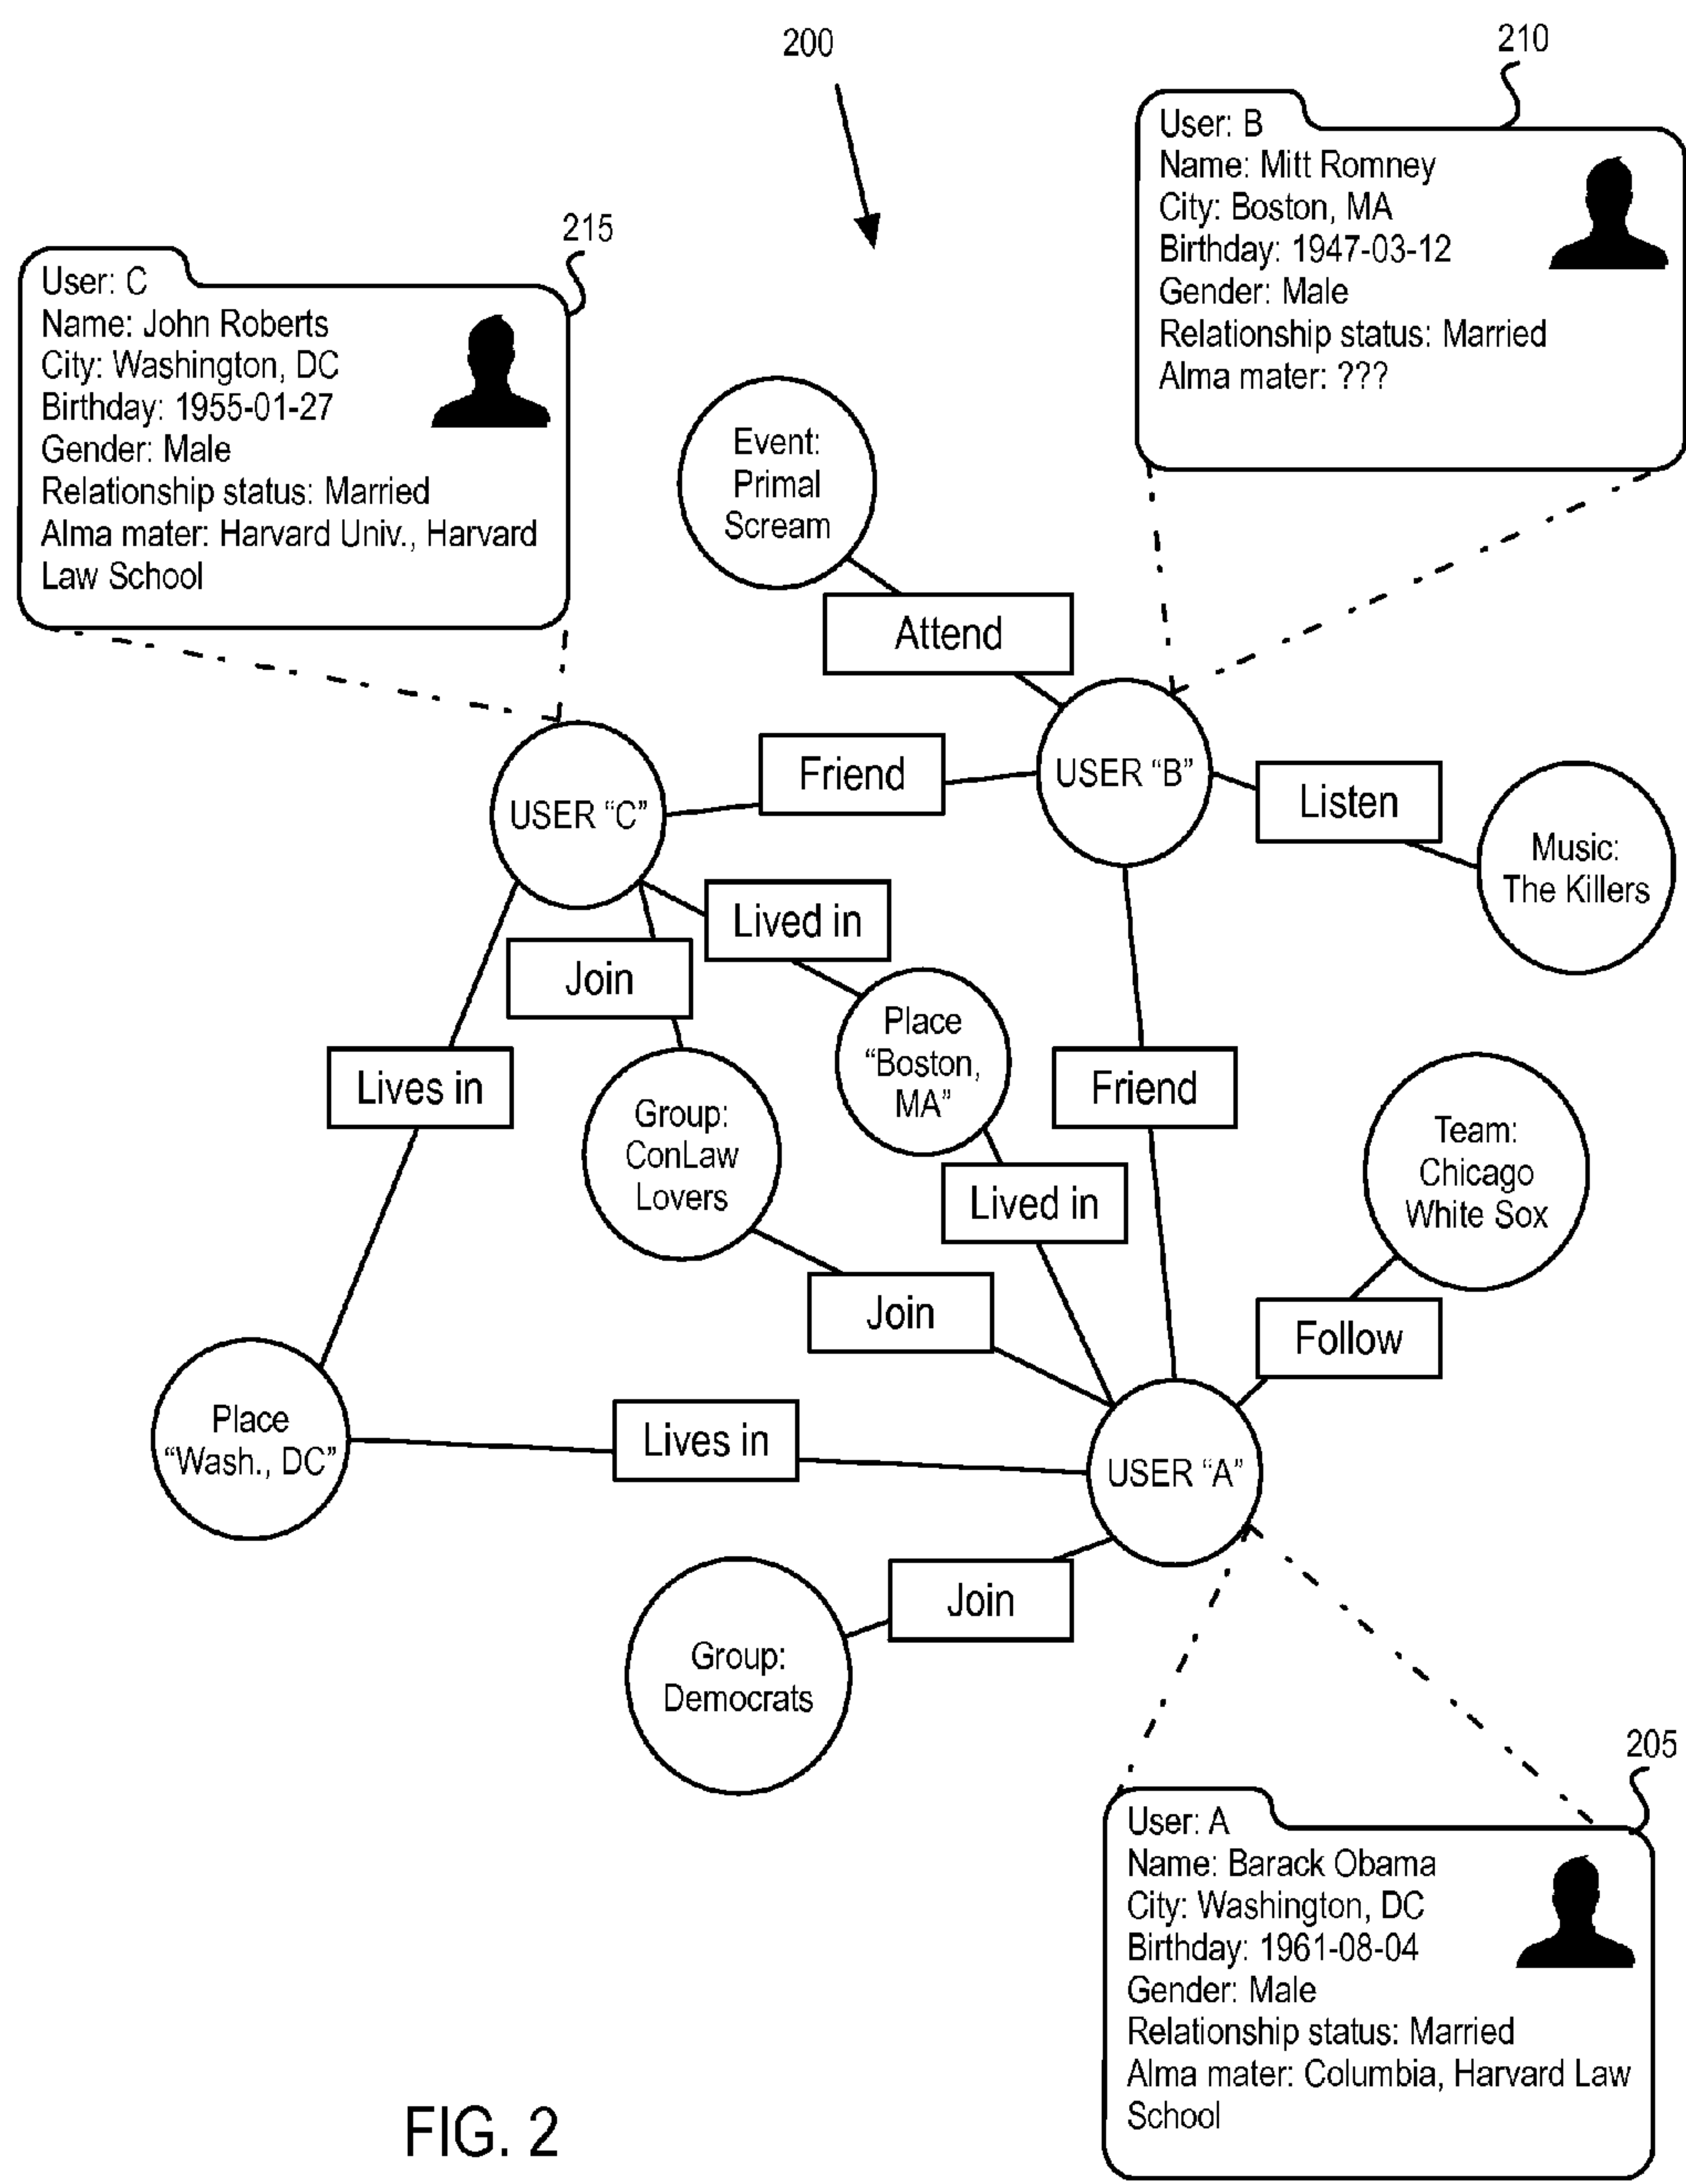 200
210
User: B
Name: Mitt Romney
City: Boston, MA
Birthday: 1947-03-12
Gender: Male
Relationship status: Married
Alma mater: ???
215
User: C
Name: John Roberts
City: Washington, DC
Birthday: 1955-01-27
Gender: Male
Relationship status: Married
Alma mater: Harvard Univ., Harvard
Law School
Event:
Primal
Scream
Attend
Friend
USER “B”
USER “C”
Listen
Music:
The Killers
Lived in
Join
Place
“Boston,
MA”
Lives in
Friend
Group:
ConLaw
Lovers
Team:
Chicago
White Sox
Lived in
Join
Follow
Place
“Wash., DC”
Lives in
USER “A”
Join
Group:
Democrats
205
User: A
Name: Barack Obama
City: Washington, DC
Birthday: 1961-08-04
Gender: Male
Relationship status: Married
Alma mater: Columbia, Harvard Law
School
FIG. 2